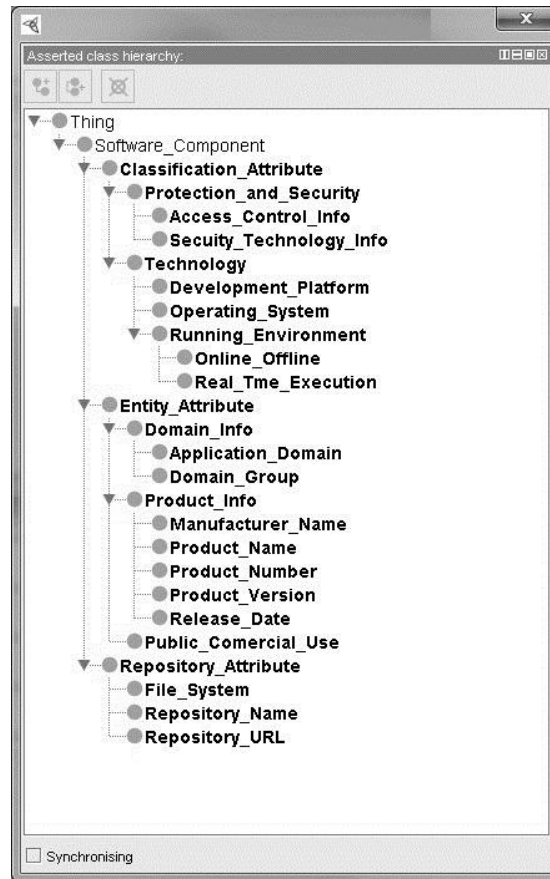 Asserted class hierarchy:
Thing
Software_Component
Classification_Attribute
Protection_and_Security
Access_Control_Info
Secuity_Technology_Info
Technology
Development_Platform
Operating_System
Running_Environment
Online_Offline
Real_Tme_Execution
Entity_Attribute
Domain_Info
Application_Domain
Domain_Group
Product_Info
Manufacturer_Name
Product_Name
Product_Number
Product_Version
Release_Date
Public_Comercial_Use
Repository_Attribute
File_System
Repository_Name
Repository_URL
Synchronising